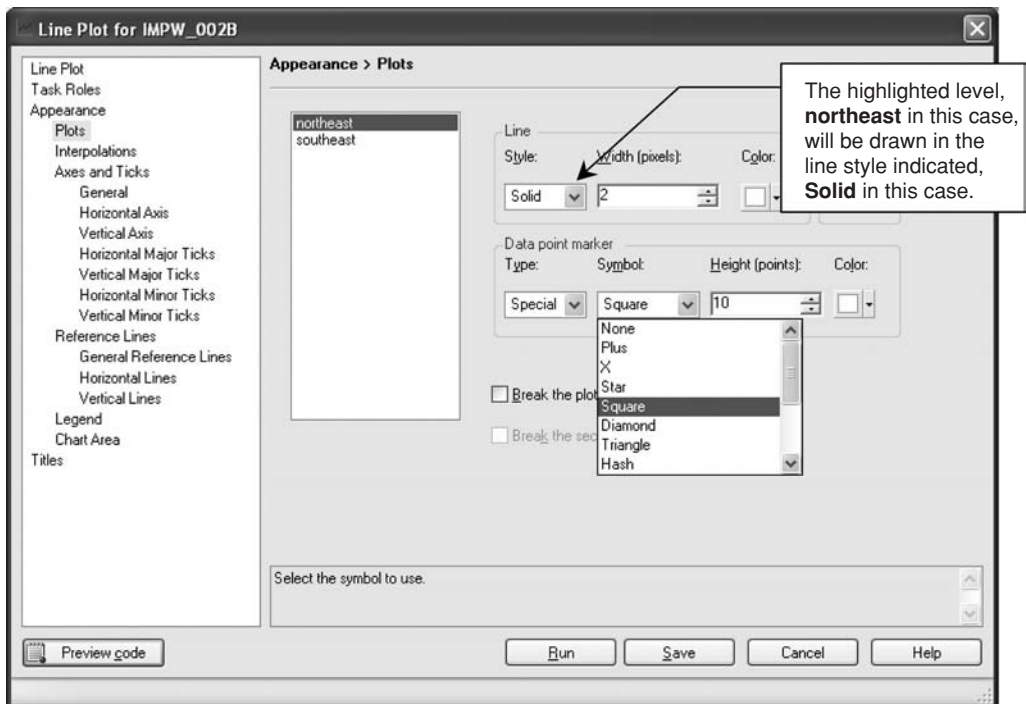 Line Plot for IMPW_002B
Line Plot
Task Roles
Appearance
Plots
Interpolations
Axes and Ticks
General
Horizontal Axis
Vertical Axis
Horizontal Major Ticks
Vertical Major Ticks
Horizontal Minor Ticks
Vertical Minor Ticks
Reference Lines
General Reference Lines
Horizontal Lines
Vertical Lines
Legend
Chart Area
Titles
Appearance > Plots
northeast
southeast
Line
Style: Width (pixels): Color:
Solid 2
The highlighted level,
northeast in this case,
will be drawn in the
line style indicated,
Solid in this case.
Data point marker
Type: Symbol: Height (points): Color:
Special Square 10
None
Plus
X
Star
Square
Diamond
Triangle
Hash
Break the plot
Break the sec
Select the symbol to use.
Preview code Run Save Cancel Help